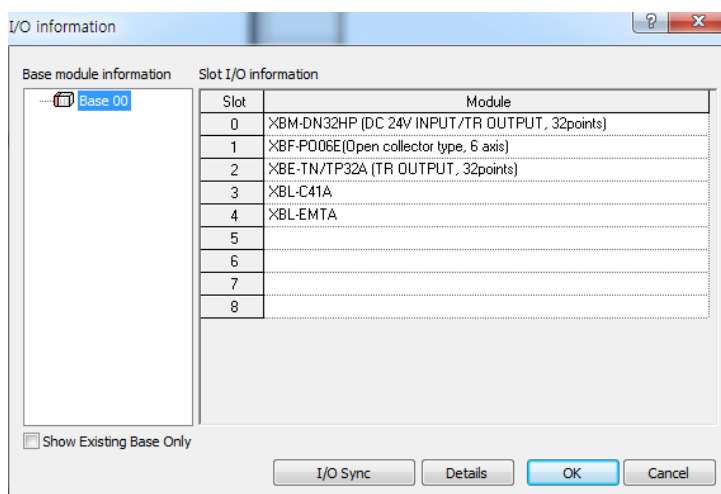 I/O information
Base module information
Slot I/O information
Base 00
Slot Module
0 XBM-DN32HP (DC 24V INPUT/TR OUTPUT, 32points)
1 XBF-PO06E(Open collector type, 6 axis)
2 XBE-TN/TP32A (TR OUTPUT, 32points)
3 XBL-C41A
4 XBL-EMTA
5
6
7
8
Show Existing Base Only
I/O Sync Details OK Cancel